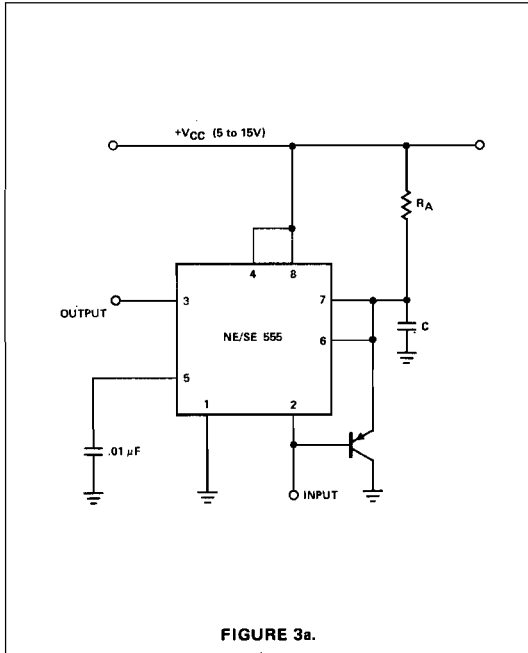 +VCC (5 to 15V)
RA
4 8
OUTPUT
3
7
C
NE/SE 555
6
5
1 2
.01 µF
INPUT
FIGURE 3a.